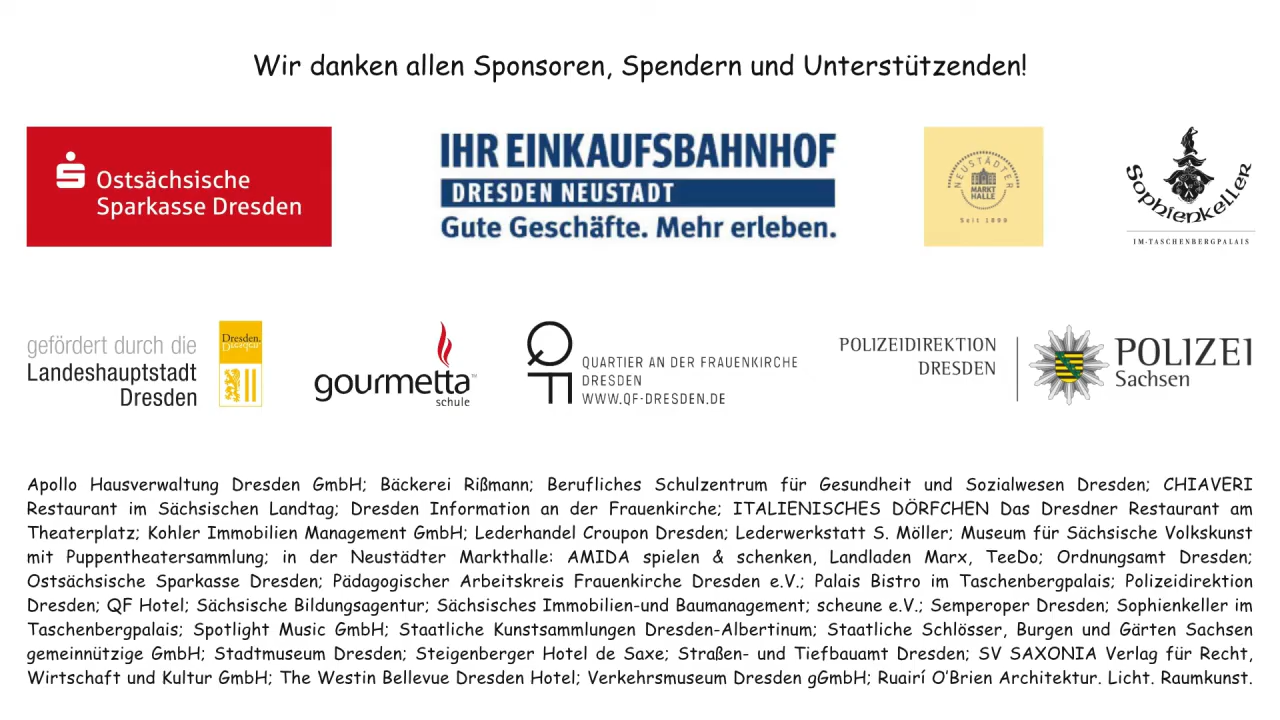 Wir danken allen Sponsoren, Spendern und Unterstützenden!
Ostsächsische
Sparkasse Dresden
IHR EINKAUFSBAHNHOF
DRESDEN NEUSTADT
Gute Geschäfte. Mehr erleben.
NEUSTÄDTER
MARKT
HALLE
Seit 1899
Sophienkeller
IM-TASCHENBERGPALAIS
gefördert durch die
Landeshauptstadt
Dresden
Dresden.
Dresden
gourmetta™
schule
QF
QUARTIER AN DER FRAUENKIRCHE
DRESDEN
WWW.QF-DRESDEN.DE
POLIZEIDIREKTION
DRESDEN
POLIZEI
Sachsen
Apollo Hausverwaltung Dresden GmbH; Bäckerei Rißmann; Berufliches Schulzentrum für Gesundheit und Sozialwesen Dresden; CHIAVERI
Restaurant im Sächsischen Landtag; Dresden Information an der Frauenkirche; ITALIENISCHES DÖRFCHEN Das Dresdner Restaurant am
Theaterplatz; Kohler Immobilien Management GmbH; Lederhandel Croupon Dresden; Lederwerkstatt S. Möller; Museum für Sächsische Volkskunst
mit Puppentheatersammlung; in der Neustädter Markthalle: AMIDA spielen & schenken, Landladen Marx, TeeDo; Ordnungsamt Dresden;
Ostsächsische Sparkasse Dresden; Pädagogischer Arbeitskreis Frauenkirche Dresden e.V.; Palais Bistro im Taschenbergpalais; Polizeidirektion
Dresden; QF Hotel; Sächsische Bildungsagentur; Sächsisches Immobilien-und Baumanagement; scheune e.V.; Semperoper Dresden; Sophienkeller im
Taschenbergpalais; Spotlight Music GmbH; Staatliche Kunstsammlungen Dresden-Albertinum; Staatliche Schlösser, Burgen und Gärten Sachsen
gemeinnützige GmbH; Stadtmuseum Dresden; Steigenberger Hotel de Saxe; Straßen- und Tiefbauamt Dresden; SV SAXONIA Verlag für Recht,
Wirtschaft und Kultur GmbH; The Westin Bellevue Dresden Hotel; Verkehrsmuseum Dresden gGmbH; Ruairí O'Brien Architektur. Licht. Raumkunst.